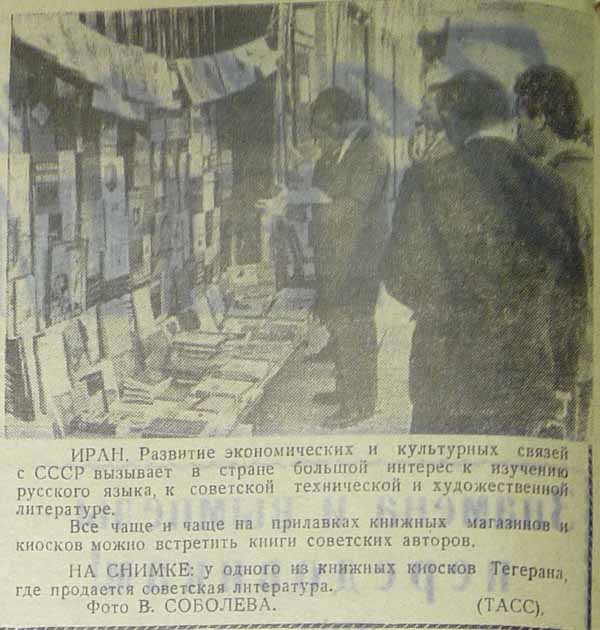 ИРАН. Развитие экономических и культурных связей
с СССР вызывает в стране большой интерес к изучению
русского языка, к советской технической и художественной
литературе.
Все чаще и чаще на прилавках книжных магазинов и
киосков можно встретить книги советских авторов.
НА СНИМКЕ: у одного из книжных киосков Тегерана,
где продается советская литература.
Фото В. СОБОЛЕВА. (ТАСС).